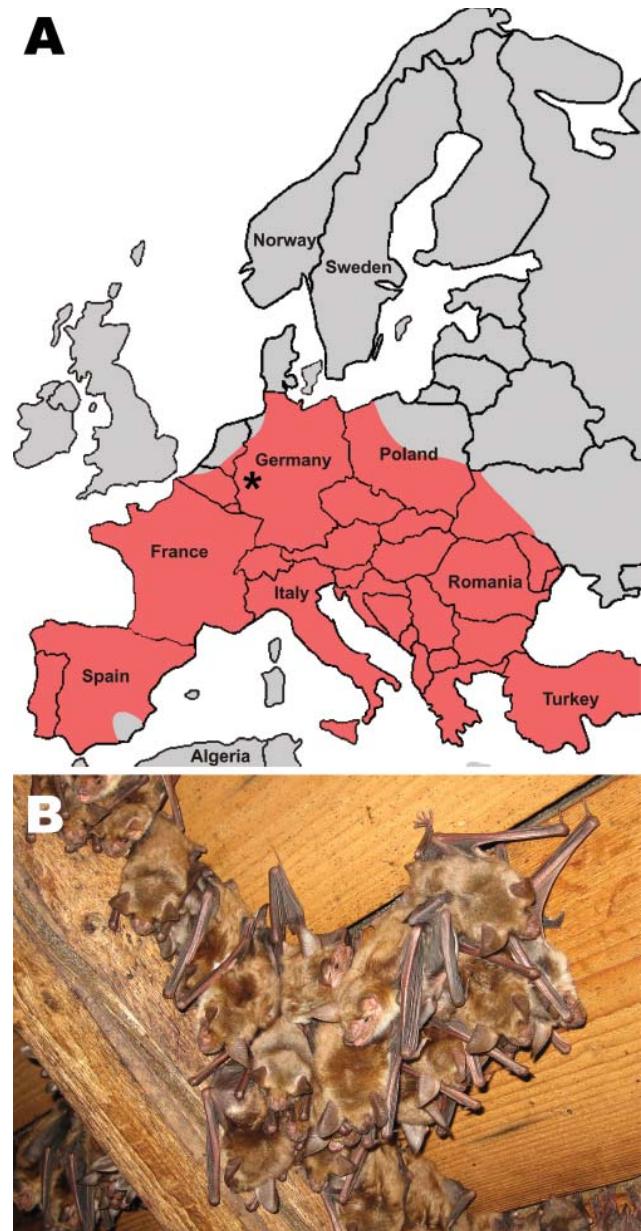 A
Norway
Sweden
Germany
*
Poland
France
Romania
Italy
Spain
Turkey
Algeria
B